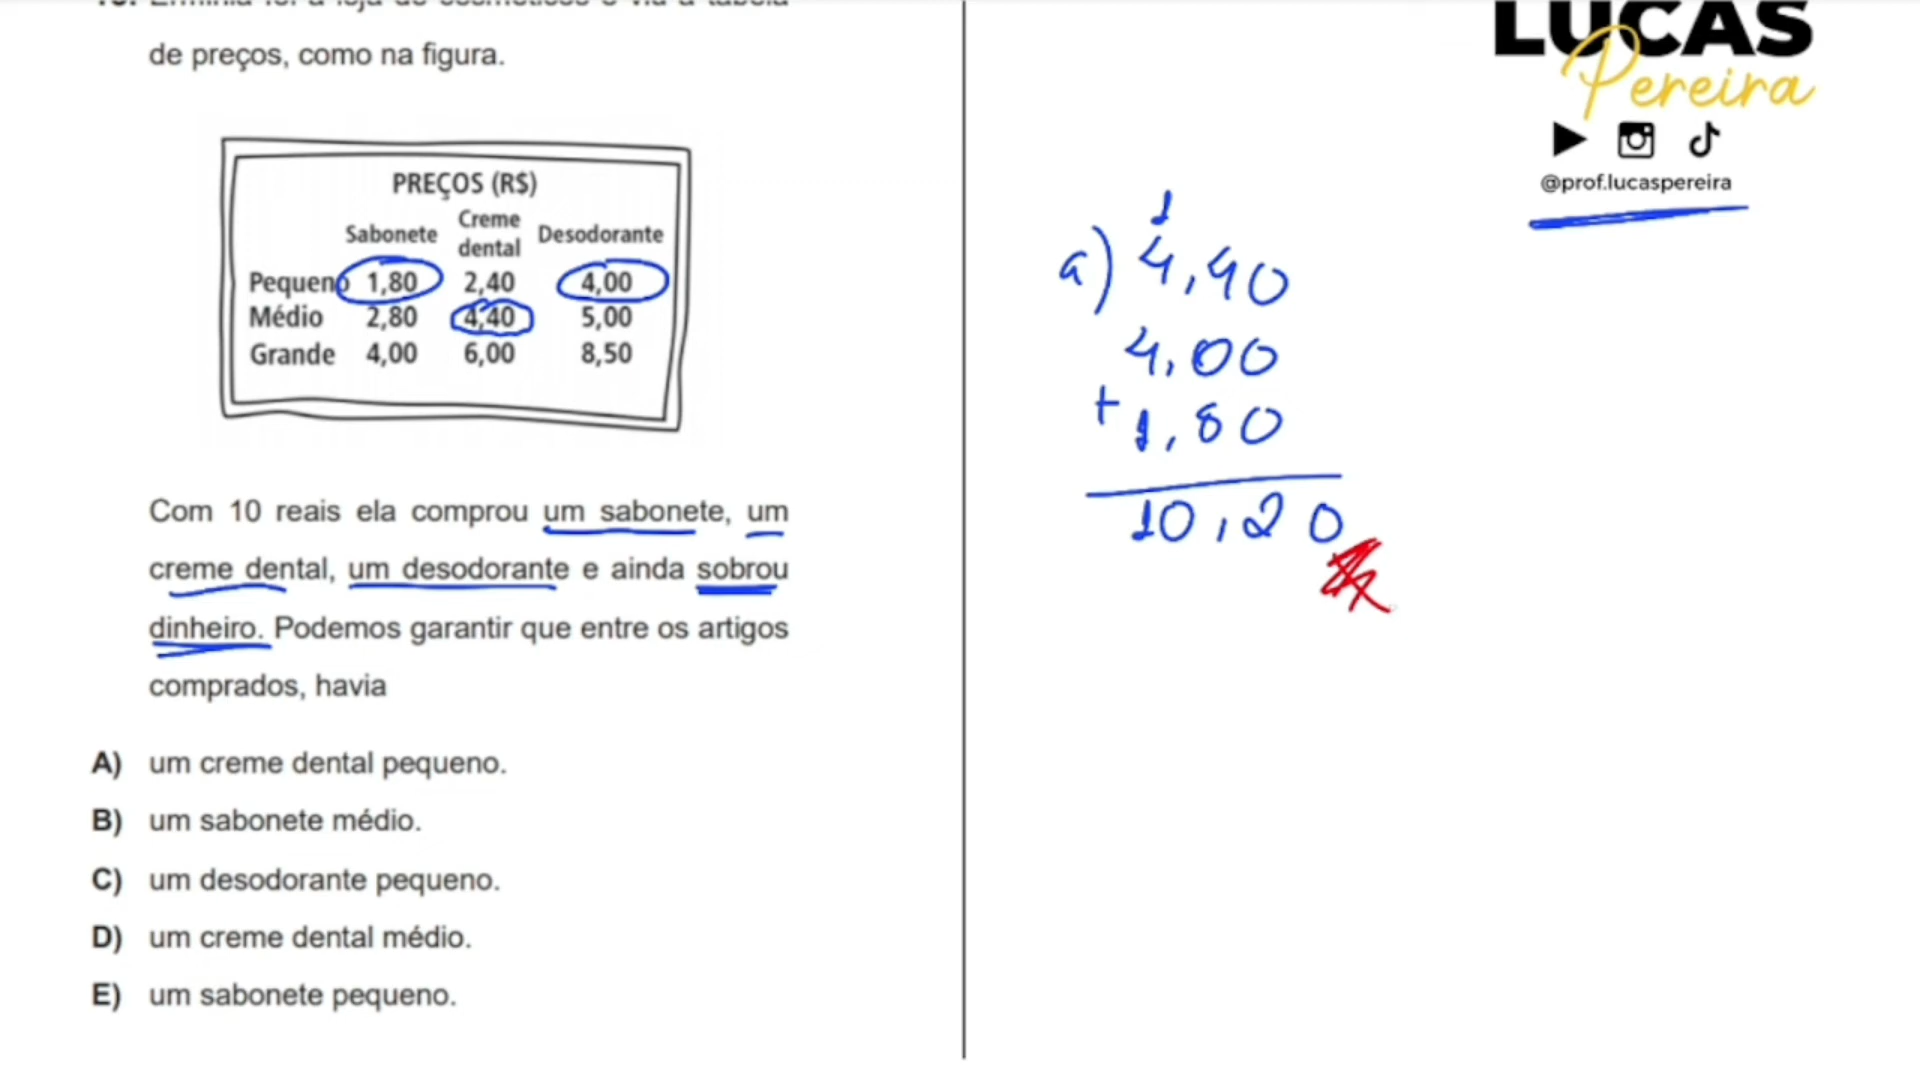 de preços, como na figura.
PREÇOS (R$)
Sabonete Creme dental Desodorante
Pequeno 1,80 2,40 4,00
Médio 2,80 4,40 5,00
Grande 4,00 6,00 8,50
Com 10 reais ela comprou um sabonete, um
creme dental, um desodorante e ainda sobrou
dinheiro. Podemos garantir que entre os artigos
comprados, havia
A) um creme dental pequeno.
B) um sabonete médio.
C) um desodorante pequeno.
D) um creme dental médio.
E) um sabonete pequeno.
LUCAS
Pereira
@prof.lucaspereira
1
a) 4,40
4,00
+ 1,80
10,20